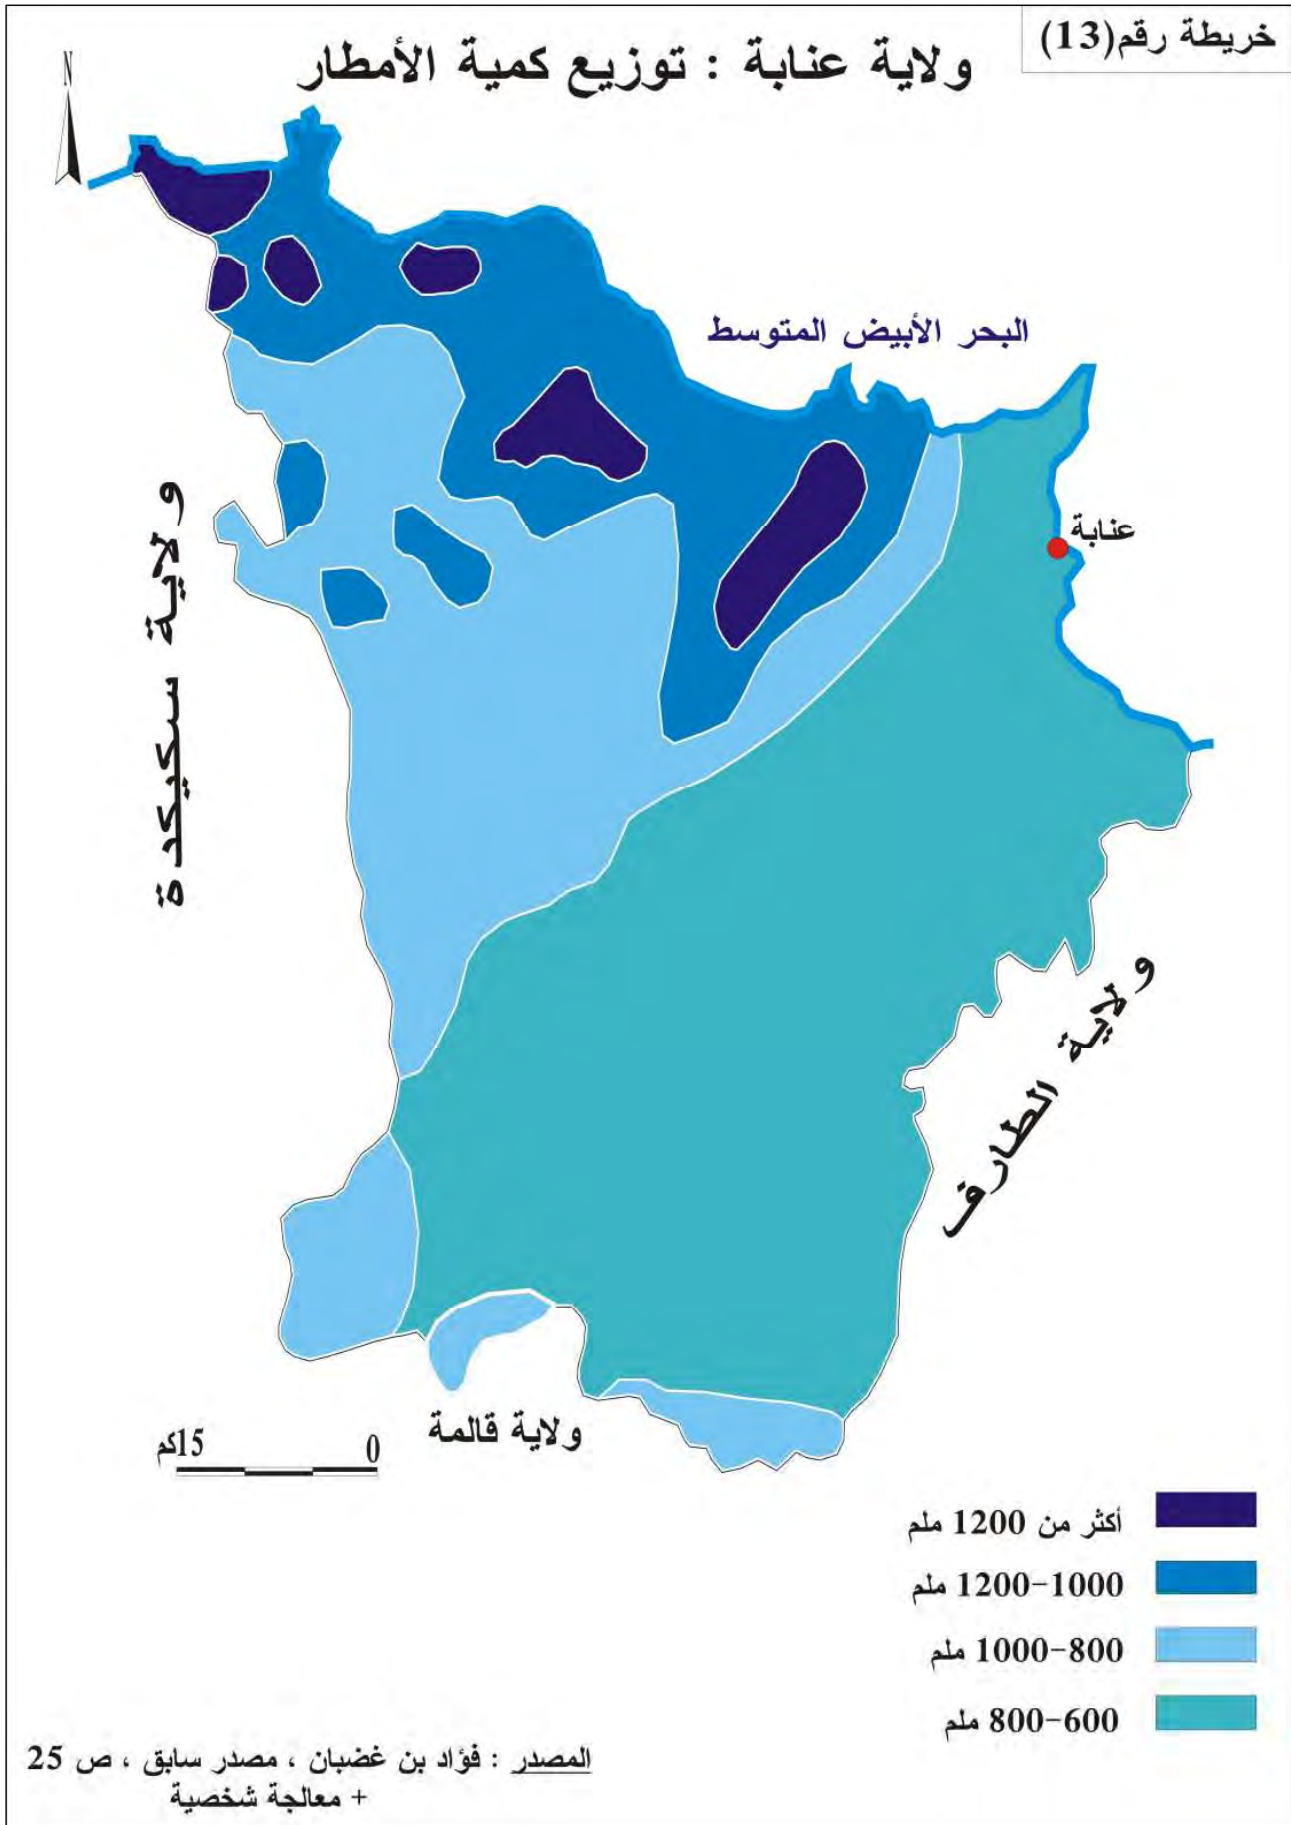 خريطة رقم(13)
ولاية عنابة : توزيع كمية الأمطار
N
البحر الأبيض المتوسط
عنابة
ولاية سكيكدة
ولاية الطارف
ولاية قالمة
15كم 0
أكثر من 1200 ملم
1000-1200 ملم
800-1000 ملم
600-800 ملم
المصدر : فؤاد بن غضبان ، مصدر سابق ، ص 25
+ معالجة شخصية